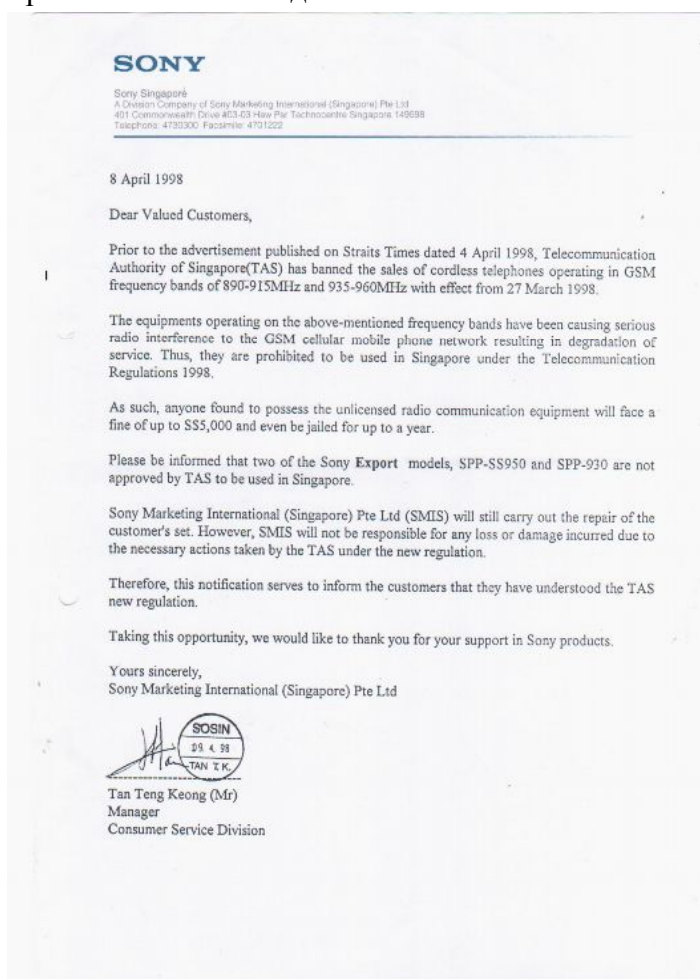 SONY
Sony Singapore
A Division Company of Sony Marketing International (Singapore) Pte Ltd
401 Commonwealth Drive #03-03 Haw Par Technocentre Singapore 149598
Telephone: 4730300 Facsimile: 4701222
8 April 1998
Dear Valued Customers,
Prior to the advertisement published on Straits Times dated 4 April 1998, Telecommunication
Authority of Singapore(TAS) has banned the sales of cordless telephones operating in GSM
frequency bands of 890-915MHz and 935-960MHz with effect from 27 March 1998.
The equipments operating on the above-mentioned frequency bands have been causing serious
radio interference to the GSM cellular mobile phone network resulting in degradation of
service. Thus, they are prohibited to be used in Singapore under the Telecommunication
Regulations 1998.
As such, anyone found to possess the unlicensed radio communication equipment will face a
fine of up to S$5,000 and even be jailed for up to a year.
Please be informed that two of the Sony Export models, SPP-SS950 and SPP-930 are not
approved by TAS to be used in Singapore.
Sony Marketing International (Singapore) Pte Ltd (SMIS) will still carry out the repair of the
customer's set. However, SMIS will not be responsible for any loss or damage incurred due to
the necessary actions taken by the TAS under the new regulation.
Therefore, this notification serves to inform the customers that they have understood the TAS
new regulation.
Taking this opportunity, we would like to thank you for your support in Sony products.
Yours sincerely,
Sony Marketing International (Singapore) Pte Ltd
SOSIN
09. 4. 98
TAN T.K.
Tan Teng Keong (Mr)
Manager
Consumer Service Division